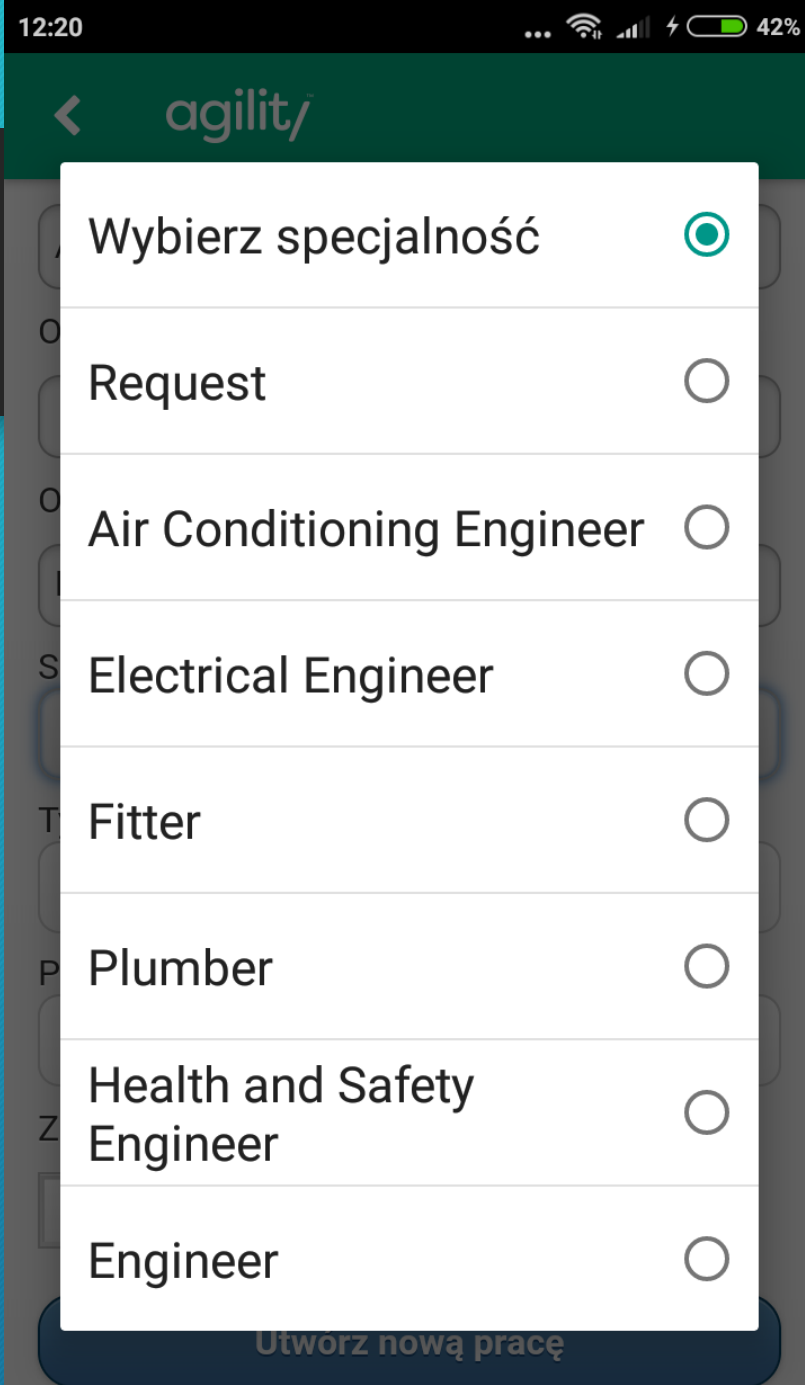 12:20
42%
agility
Wybierz specjalność
Request
Air Conditioning Engineer
Electrical Engineer
Fitter
Plumber
Health and Safety
Engineer
Engineer
Utwórz nową pracę